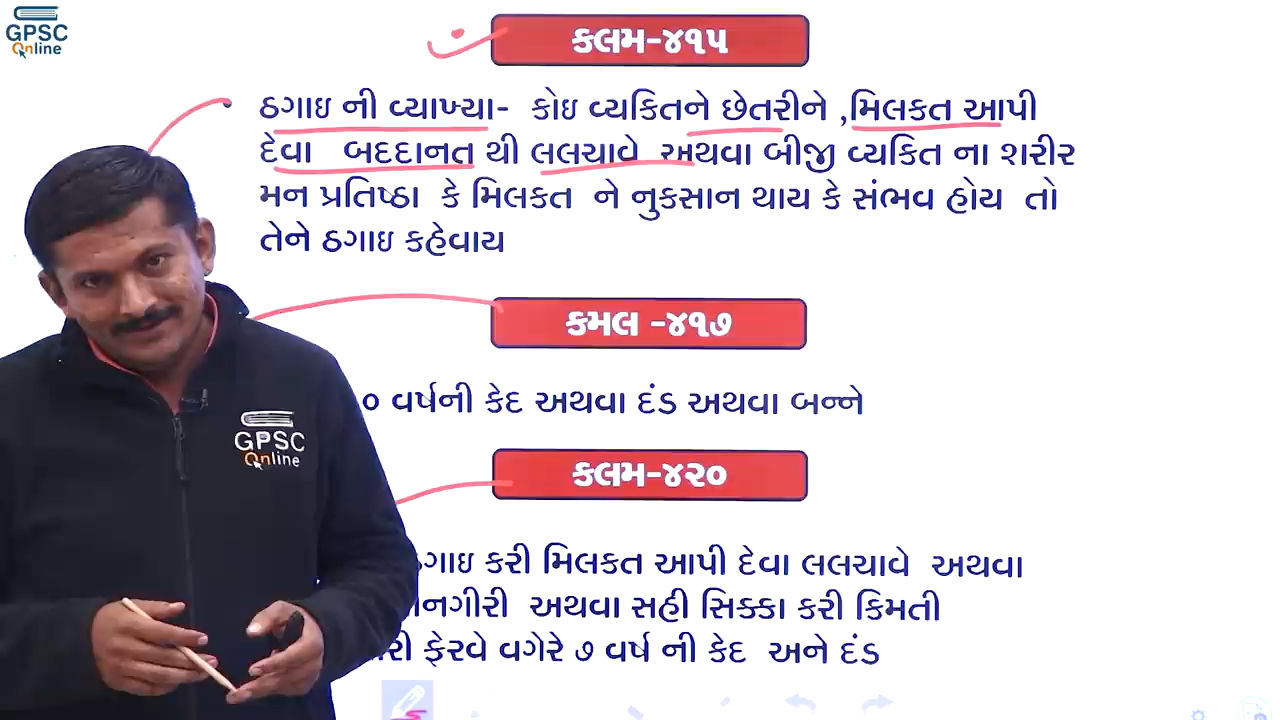 GPSC
Online
કલમ-૪૧૫
• ઠગાઇ ની વ્યાખ્યા- કોઇ વ્યકિતને છેતરીને ,મિલકત આપી
દેવા બદદાનત થી લલચાવે અથવા બીજી વ્યકિત ના શરીર
મન પ્રતિષ્ઠા કે મિલકત ને નુકસાન થાય કે સંભવ હોય તો
તેને ઠગાઇ કહેવાય
કમલ -૪૧૭
વર્ષની કેદ અથવા દંડ અથવા બન્ને
GPSC
Online
કલમ-૪૨૦
કરી મિલકત આપી દેવા લલચાવે અથવા
અથવા સહી સિક્કા કરી કિમતી
ફેરવે વગેરે ૭ વર્ષ ની કેદ અને દંડ